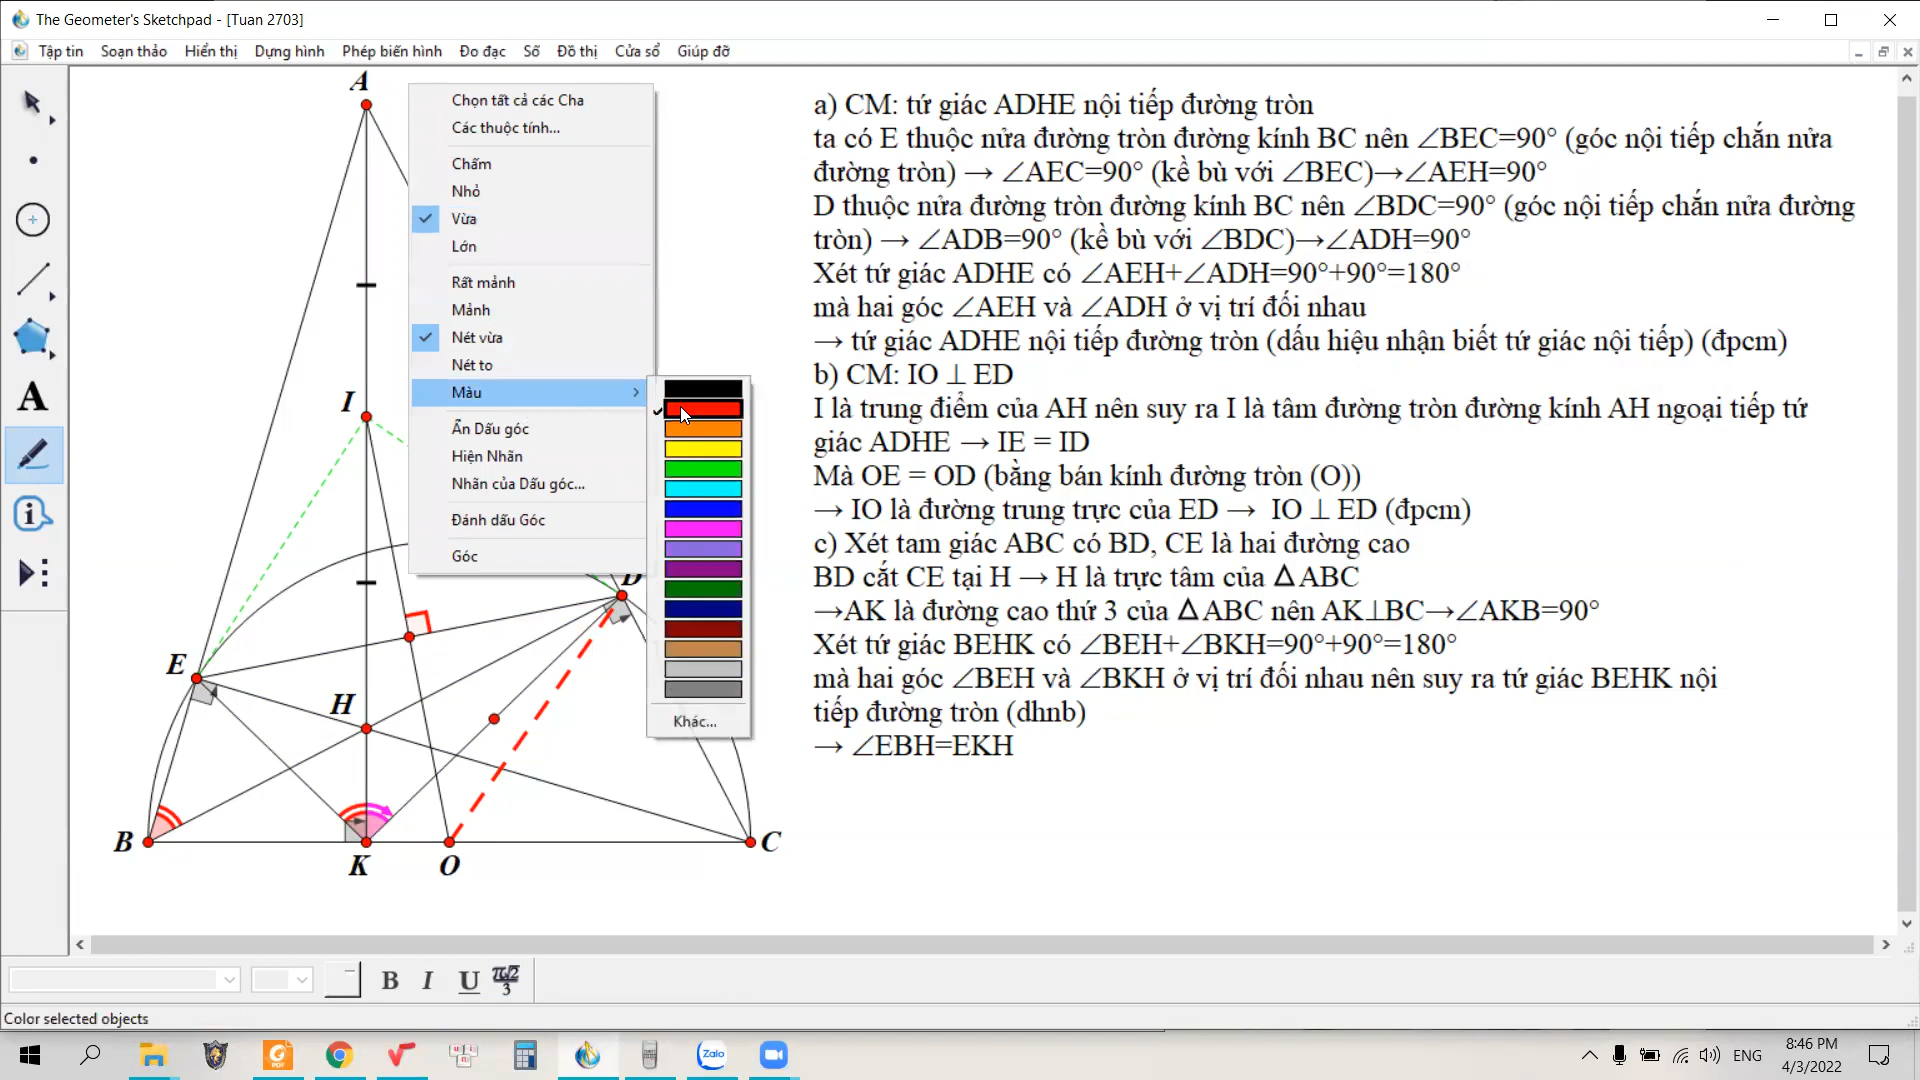 The Geometer's Sketchpad - [Tuan 2703]
Tập tin Soạn thảo Hiển thị Dựng hình Phép biến hình Đo đạc Số Đồ thị Cửa sổ Giúp đỡ
A
I
E
H
D
B
K
O
C
Chọn tất cả các Cha
Các thuộc tính...
Chấm
Nhỏ
Vừa
Lớn
Rất mảnh
Mảnh
Nét vừa
Nét to
Màu
Ẩn Dấu góc
Hiện Nhãn
Nhãn của Dấu góc...
Đánh dấu Góc
Góc
Khác...
a) CM: tứ giác ADHE nội tiếp đường tròn
ta có E thuộc nửa đường tròn đường kính BC nên ∠BEC=90° (góc nội tiếp chắn nửa
đường tròn) → ∠AEC=90° (kề bù với ∠BEC)→∠AEH=90°
D thuộc nửa đường tròn đường kính BC nên ∠BDC=90° (góc nội tiếp chắn nửa đường
tròn) → ∠ADB=90° (kề bù với ∠BDC)→∠ADH=90°
Xét tứ giác ADHE có ∠AEH+∠ADH=90°+90°=180°
mà hai góc ∠AEH và ∠ADH ở vị trí đối nhau
→ tứ giác ADHE nội tiếp đường tròn (dấu hiệu nhận biết tứ giác nội tiếp) (đpcm)
b) CM: IO ⊥ ED
I là trung điểm của AH nên suy ra I là tâm đường tròn đường kính AH ngoại tiếp tứ
giác ADHE → IE = ID
Mà OE = OD (bằng bán kính đường tròn (O))
→ IO là đường trung trực của ED → IO ⊥ ED (đpcm)
c) Xét tam giác ABC có BD, CE là hai đường cao
BD cắt CE tại H → H là trực tâm của ΔABC
→AK là đường cao thứ 3 của ΔABC nên AK⊥BC→∠AKB=90°
Xét tứ giác BEHK có ∠BEH+∠BKH=90°+90°=180°
mà hai góc ∠BEH và ∠BKH ở vị trí đối nhau nên suy ra tứ giác BEHK nội
tiếp đường tròn (dhnb)
→ ∠EBH=EKH
B I U
Color selected objects
Zalo
ENG
8:46 PM
4/3/2022